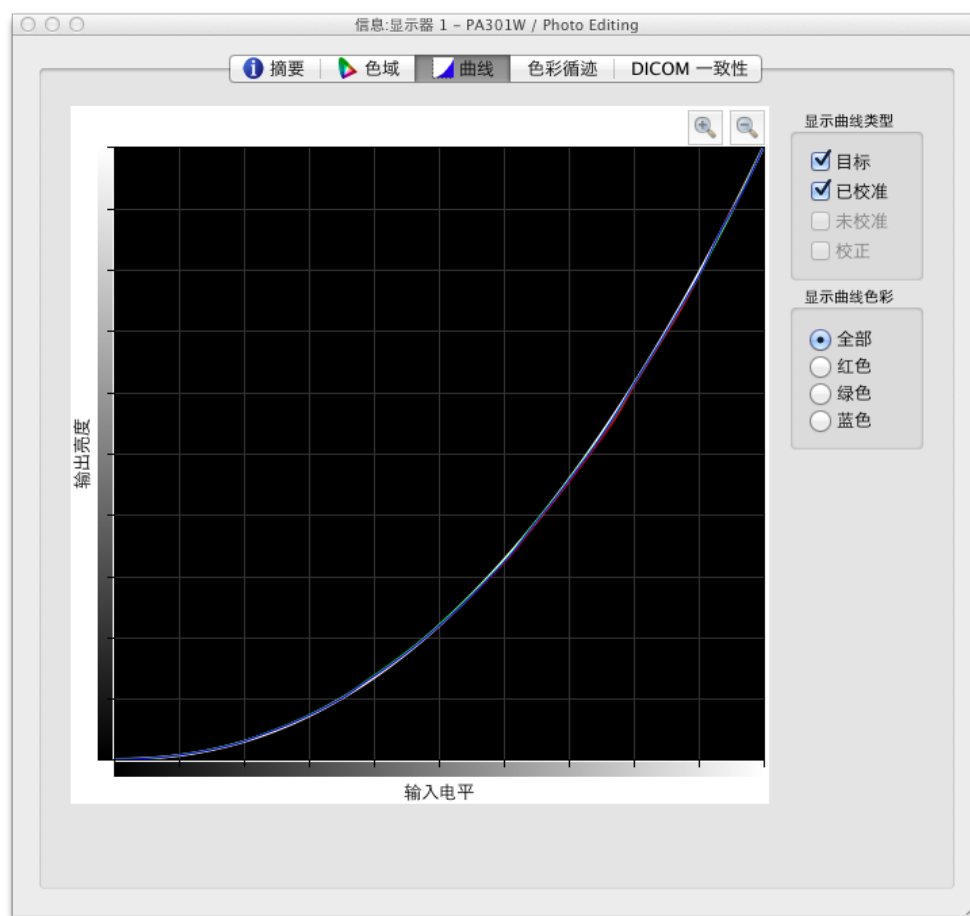 信息:显示器 1 – PA301W / Photo Editing
摘要 色域 曲线 色彩循迹 DICOM 一致性
显示曲线类型
目标
已校准
未校准
校正
显示曲线色彩
全部
红色
绿色
蓝色
输出亮度
输入电平